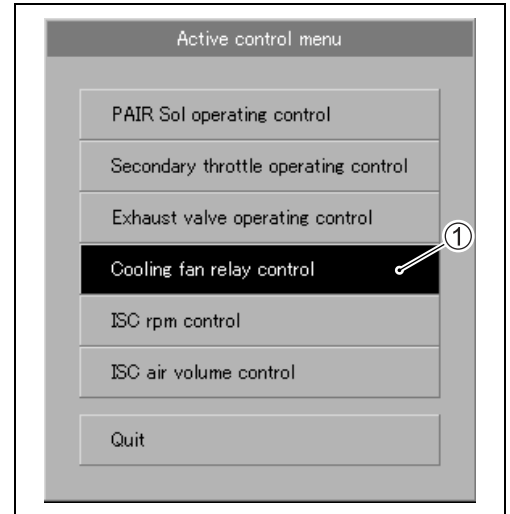 Active control menu
PAIR Sol operating control
Secondary throttle operating control
Exhaust valve operating control
①
Cooling fan relay control
ISC rpm control
ISC air volume control
Quit